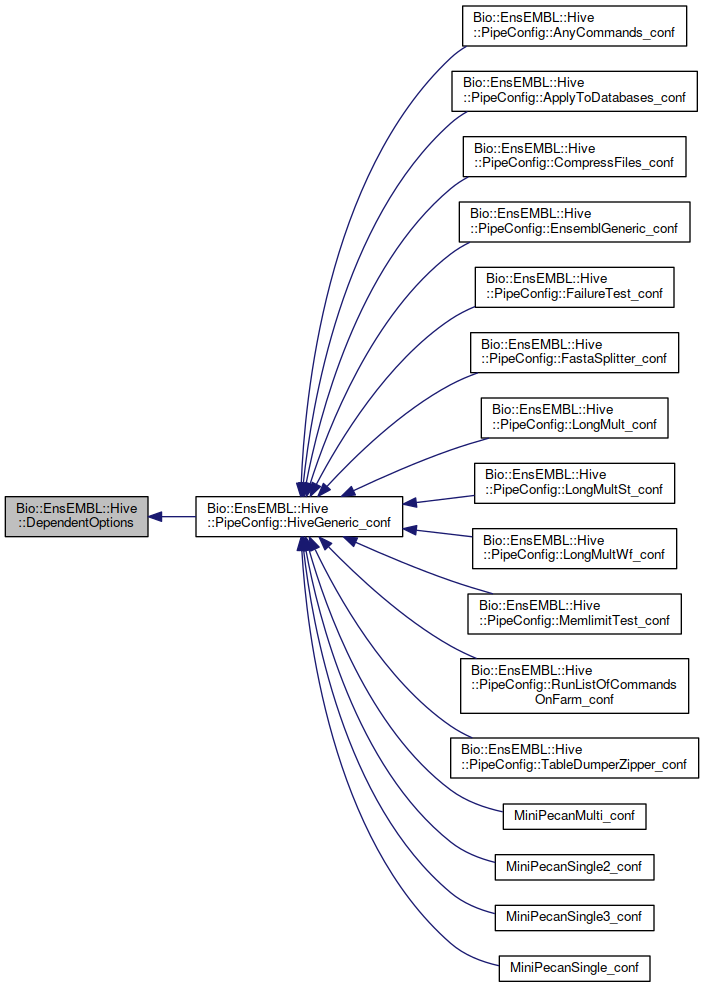 Bio::EnsEMBL::Hive
::DependentOptions
Bio::EnsEMBL::Hive
::PipeConfig::HiveGeneric_conf
Bio::EnsEMBL::Hive
::PipeConfig::AnyCommands_conf
Bio::EnsEMBL::Hive
::PipeConfig::ApplyToDatabases_conf
Bio::EnsEMBL::Hive
::PipeConfig::CompressFiles_conf
Bio::EnsEMBL::Hive
::PipeConfig::EnsemblGeneric_conf
Bio::EnsEMBL::Hive
::PipeConfig::FailureTest_conf
Bio::EnsEMBL::Hive
::PipeConfig::FastaSplitter_conf
Bio::EnsEMBL::Hive
::PipeConfig::LongMult_conf
Bio::EnsEMBL::Hive
::PipeConfig::LongMultSt_conf
Bio::EnsEMBL::Hive
::PipeConfig::LongMultWf_conf
Bio::EnsEMBL::Hive
::PipeConfig::MemlimitTest_conf
Bio::EnsEMBL::Hive
::PipeConfig::RunListOfCommands
OnFarm_conf
Bio::EnsEMBL::Hive
::PipeConfig::TableDumperZipper_conf
MiniPecanMulti_conf
MiniPecanSingle2_conf
MiniPecanSingle3_conf
MiniPecanSingle_conf